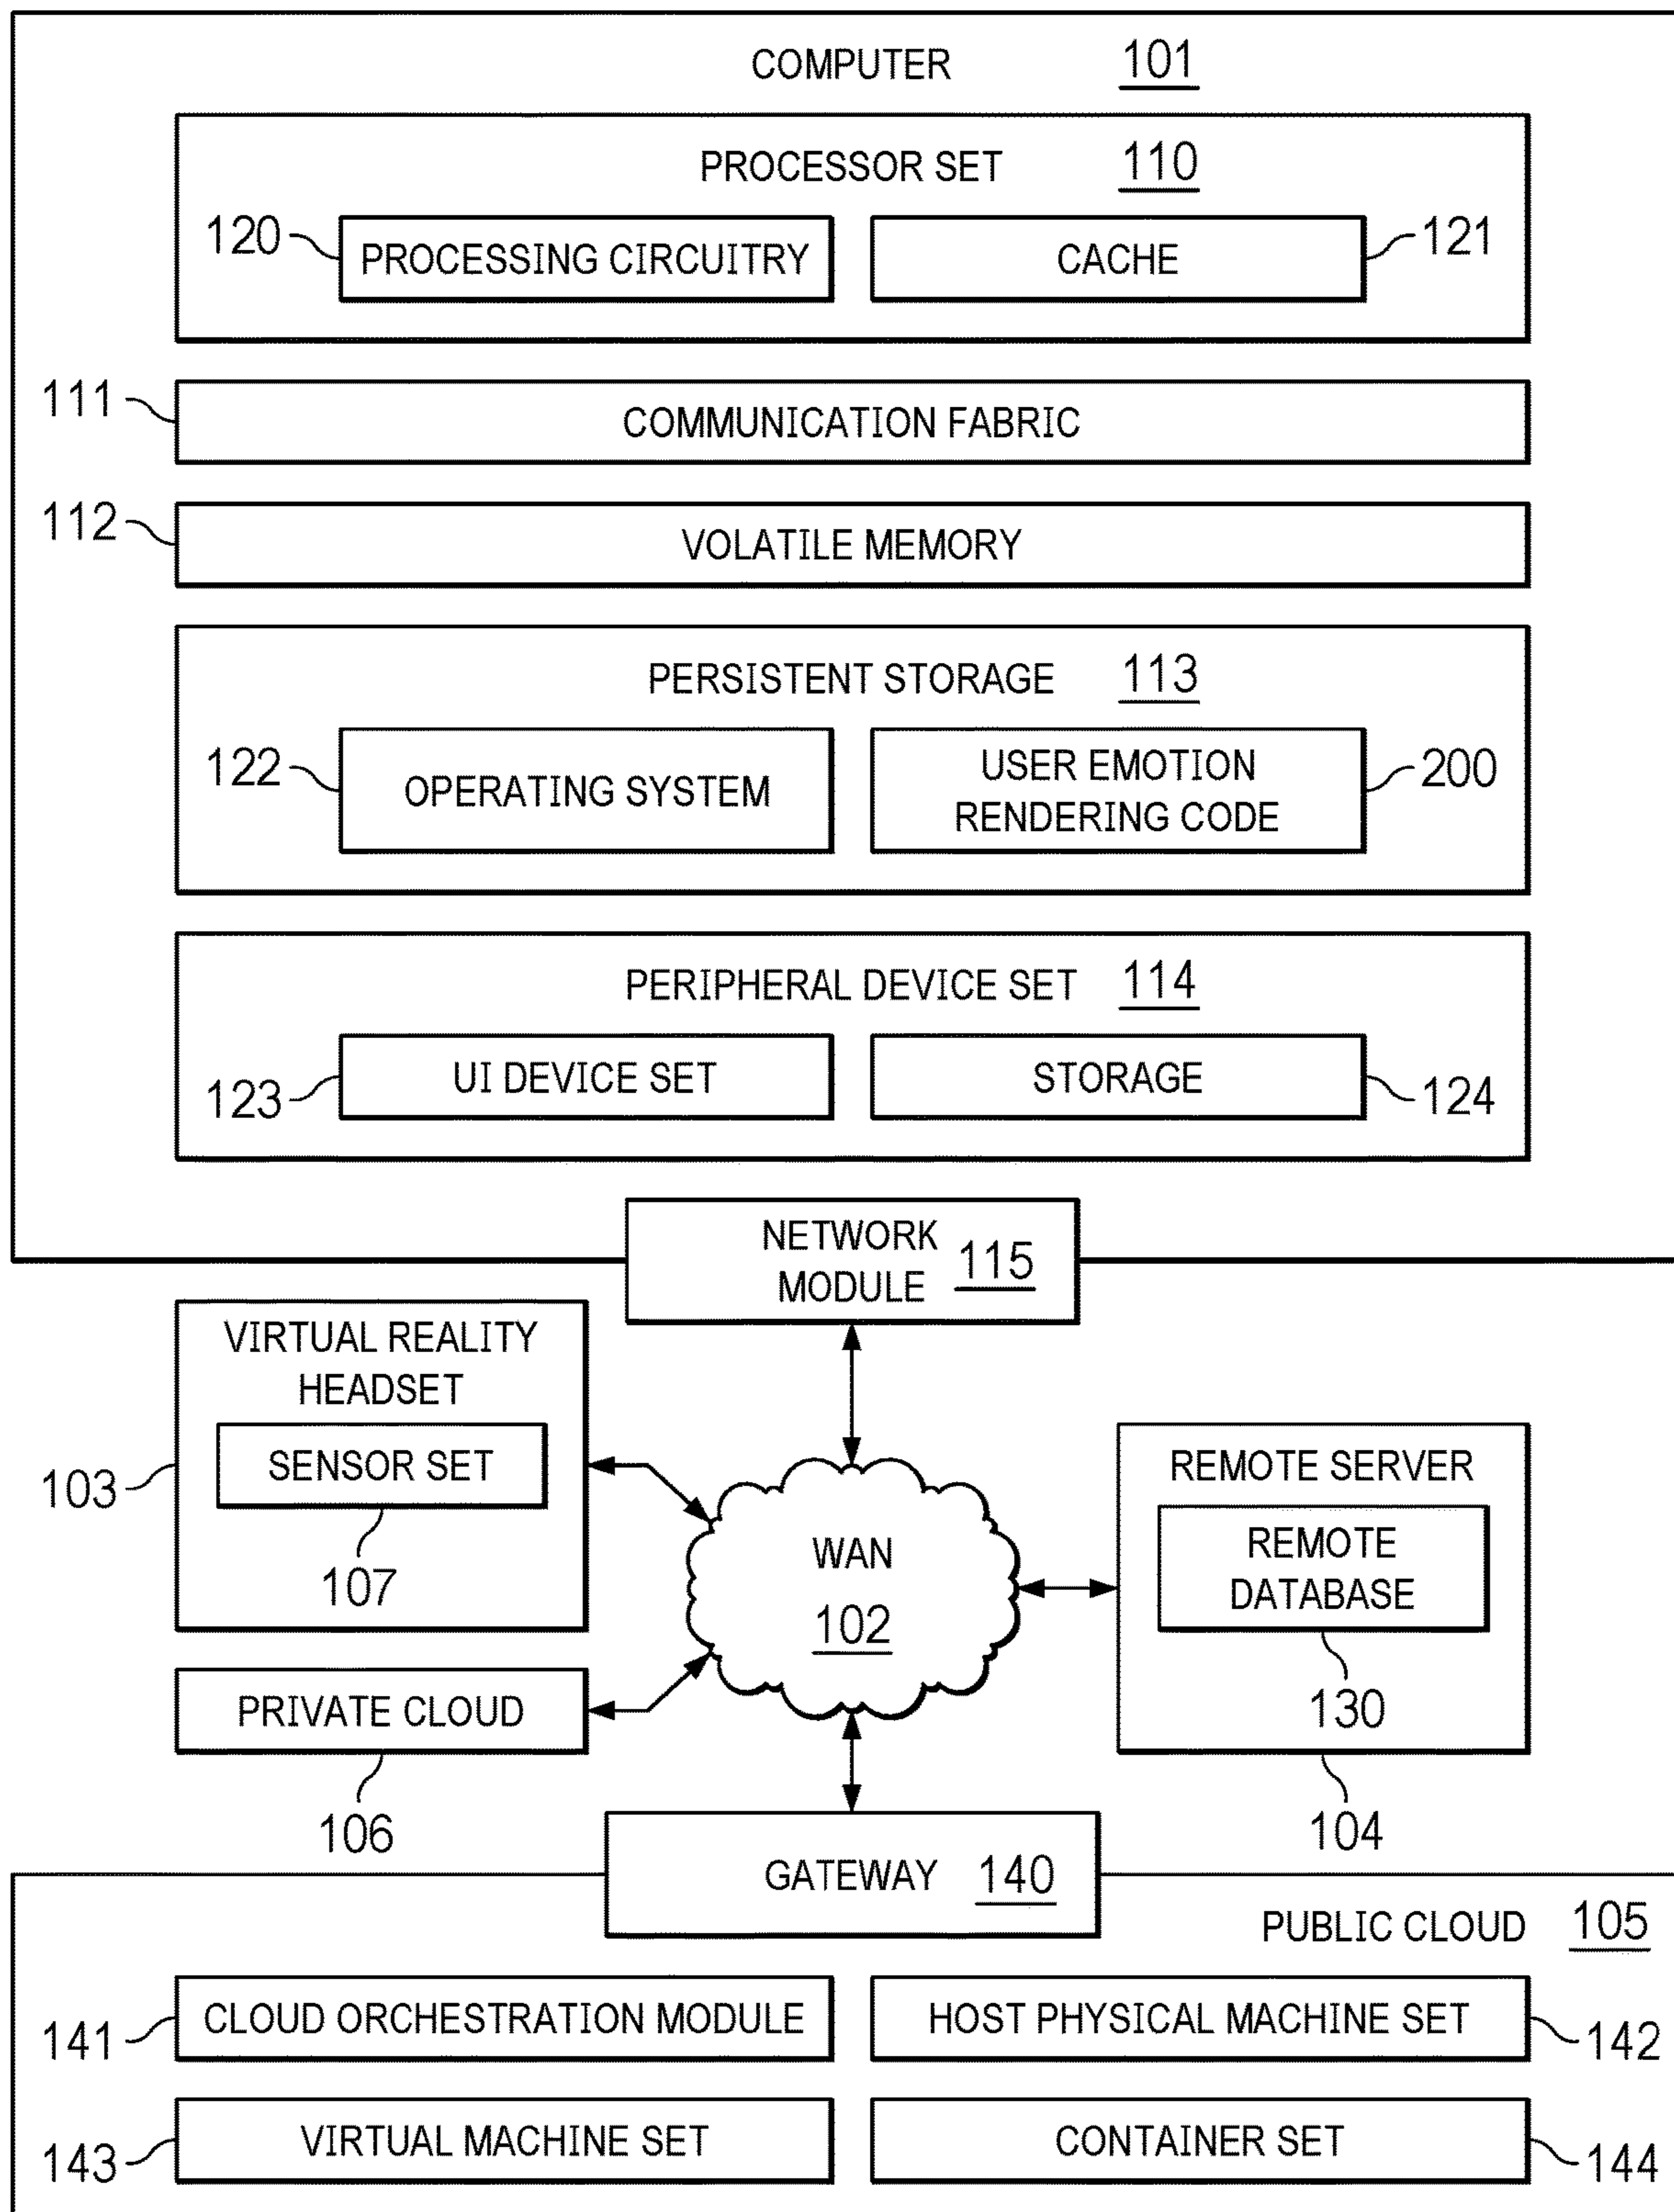 COMPUTER 101
PROCESSOR SET 110
120 PROCESSING CIRCUITRY CACHE 121
111 COMMUNICATION FABRIC
112 VOLATILE MEMORY
PERSISTENT STORAGE 113
122 OPERATING SYSTEM
USER EMOTION
RENDERING CODE 200
PERIPHERAL DEVICE SET 114
123 UI DEVICE SET STORAGE 124
NETWORK
MODULE 115
VIRTUAL REALITY
HEADSET
103 SENSOR SET
107
WAN
102
REMOTE SERVER
REMOTE
DATABASE
130
104
PRIVATE CLOUD
106
GATEWAY 140
PUBLIC CLOUD 105
141 CLOUD ORCHESTRATION MODULE HOST PHYSICAL MACHINE SET 142
143 VIRTUAL MACHINE SET CONTAINER SET 144